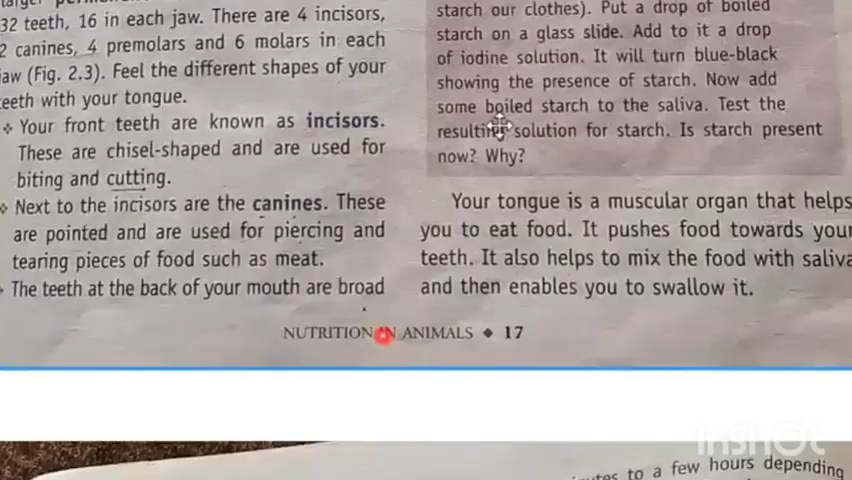 32 teeth, 16 in each jaw. There are 4 incisors,
2 canines, 4 premolars and 6 molars in each
jaw (Fig. 2.3). Feel the different shapes of your
teeth with your tongue.
❖ Your front teeth are known as incisors.
These are chisel-shaped and are used for
biting and cutting.
❖ Next to the incisors are the canines. These
are pointed and are used for piercing and
tearing pieces of food such as meat.
The teeth at the back of your mouth are broad
starch our clothes). Put a drop of boiled
starch on a glass slide. Add to it a drop
of iodine solution. It will turn blue-black
showing the presence of starch. Now add
some boiled starch to the saliva. Test the
resulting solution for starch. Is starch present
now? Why?
Your tongue is a muscular organ that helps
you to eat food. It pushes food towards your
teeth. It also helps to mix the food with saliva
and then enables you to swallow it.
NUTRITION IN ANIMALS ◆ 17
to a few hours depending
InShOt